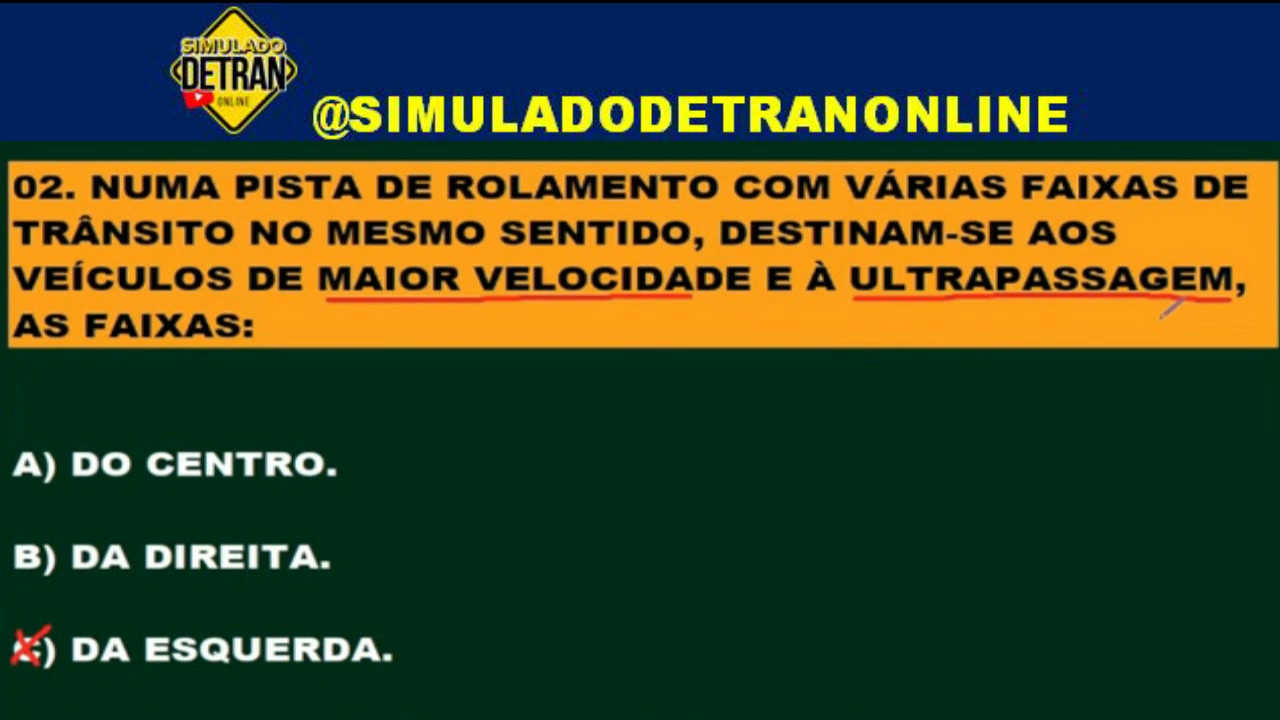 SIMULADO
DETRAN
ONLINE
@SIMULADODETRANONLINE
02. NUMA PISTA DE ROLAMENTO COM VÁRIAS FAIXAS DE
TRÂNSITO NO MESMO SENTIDO, DESTINAM-SE AOS
VEÍCULOS DE MAIOR VELOCIDADE E À ULTRAPASSAGEM,
AS FAIXAS:
A) DO CENTRO.
B) DA DIREITA.
C) DA ESQUERDA.